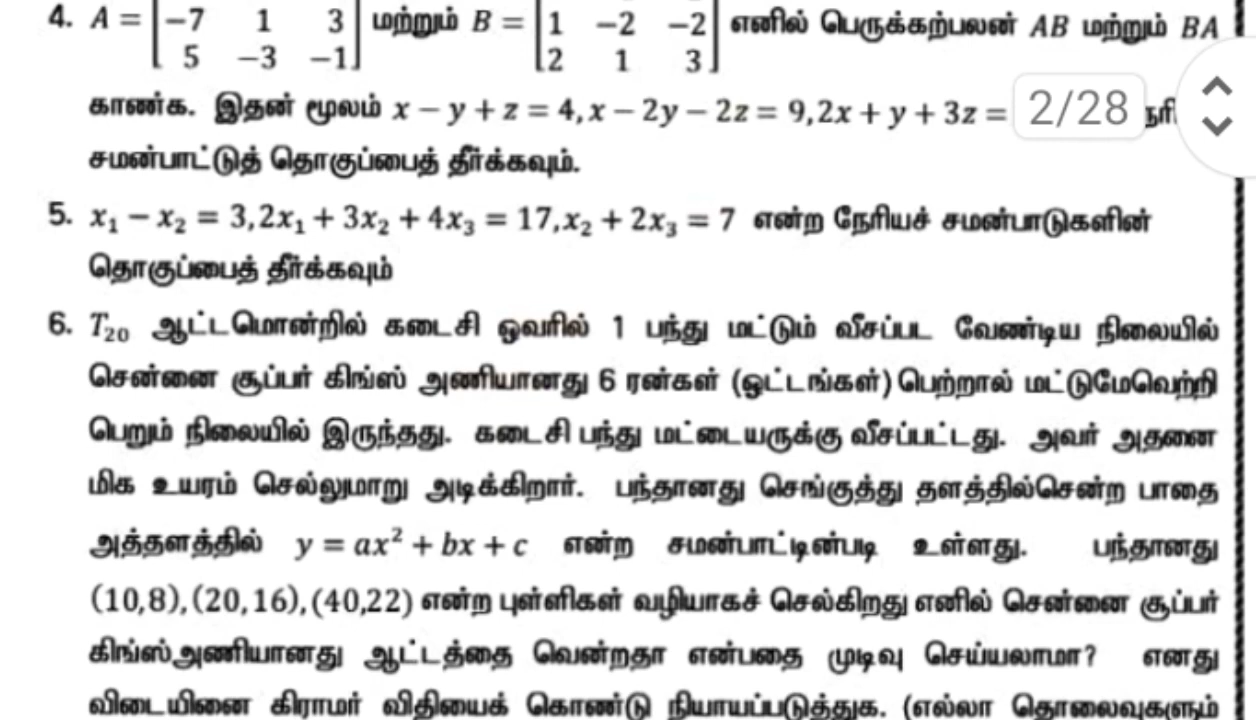 4. A = [−7 1 3 மற்றும் B = [1 −2 −2 எனில் பெருக்கற்பலன் AB மற்றும் BA
5 −3 −1] 2 1 3]
காண்க. இதன் மூலம் x − y + z = 4, x − 2y − 2z = 9, 2x + y + 3z = 2/28
சமன்பாட்டுத் தொகுப்பைத் தீர்க்கவும்.
5. x₁ − x₂ = 3, 2x₁ + 3x₂ + 4x₃ = 17, x₂ + 2x₃ = 7 என்ற நேரியச் சமன்பாடுகளின்
தொகுப்பைத் தீர்க்கவும்
6. T₂₀ ஆட்டமொன்றில் கடைசி ஓவரில் 1 பந்து மட்டும் வீசப்பட வேண்டிய நிலையில்
சென்னை சூப்பர் கிங்ஸ் அணியானது 6 ரன்கள் (ஓட்டங்கள்) பெற்றால் மட்டுமேவெற்றி
பெறும் நிலையில் இருந்தது. கடைசி பந்து மட்டையருக்கு வீசப்பட்டது. அவர் அதனை
மிக உயரம் செல்லுமாறு அடிக்கிறார். பந்தானது செங்குத்து தளத்தில்சென்ற பாதை
அத்தளத்தில் y = ax² + bx + c என்ற சமன்பாட்டின்படி உள்ளது. பந்தானது
(10,8), (20,16), (40,22) என்ற புள்ளிகள் வழியாகச் செல்கிறது எனில் சென்னை சூப்பர்
கிங்ஸ்அணியானது ஆட்டத்தை வென்றதா என்பதை முடிவு செய்யலாமா? எனது
விடையினை கிராமர் விதியைக் கொண்டு நியாயப்படுத்துக. (எல்லா தொலைவுகளும்